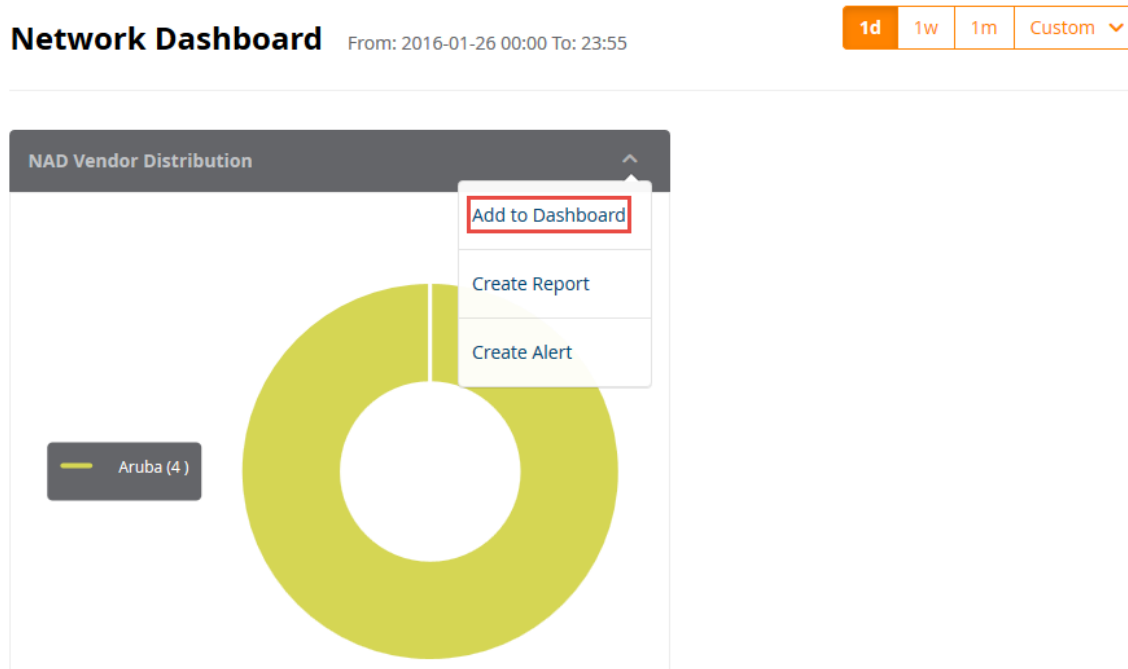 Network Dashboard From: 2016-01-26 00:00 To: 23:55 1d 1w 1m Custom
NAD Vendor Distribution
Add to Dashboard
Create Report
Create Alert
Aruba (4 )